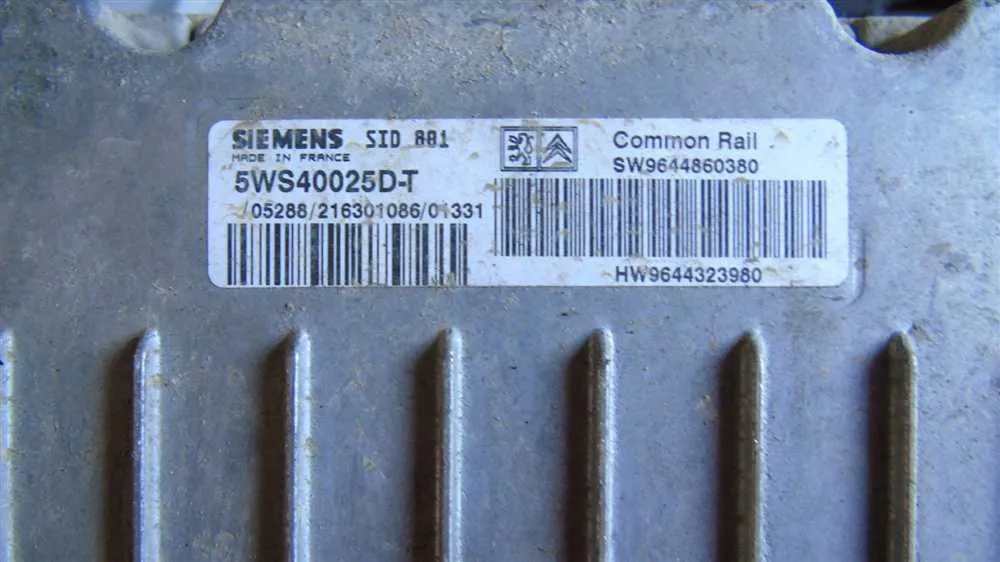 SIEMENS SID 801
MADE IN FRANCE
5WS40025D-T
/05288/216301086/01331
Common Rail
SW9644860380
HW9644323980